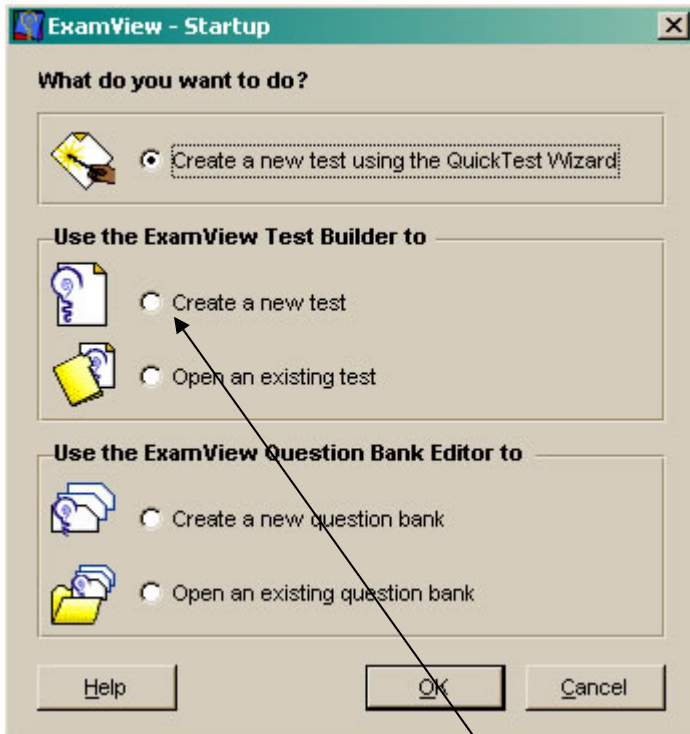 ExamView - Startup
What do you want to do?
Create a new test using the QuickTest Wizard
Use the ExamView Test Builder to
Create a new test
Open an existing test
Use the ExamView Question Bank Editor to
Create a new question bank
Open an existing question bank
Help
OK
Cancel